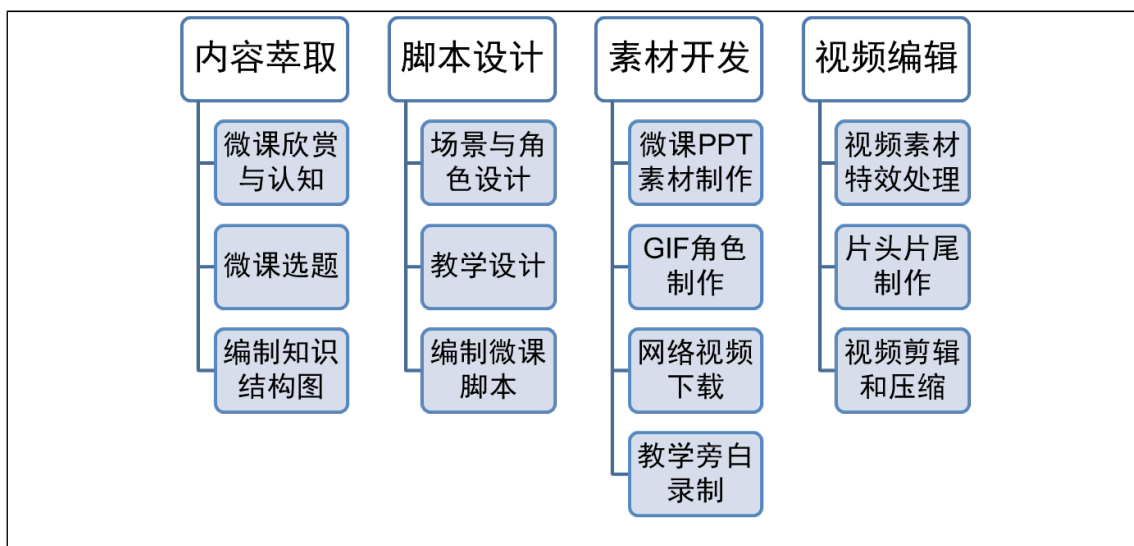 内容萃取
微课欣赏
与认知
微课选题
编制知识
结构图
脚本设计
场景与角
色设计
教学设计
编制微课
脚本
素材开发
微课PPT
素材制作
GIF角色
制作
网络视频
下载
教学旁白
录制
视频编辑
视频素材
特效处理
片头片尾
制作
视频剪辑
和压缩